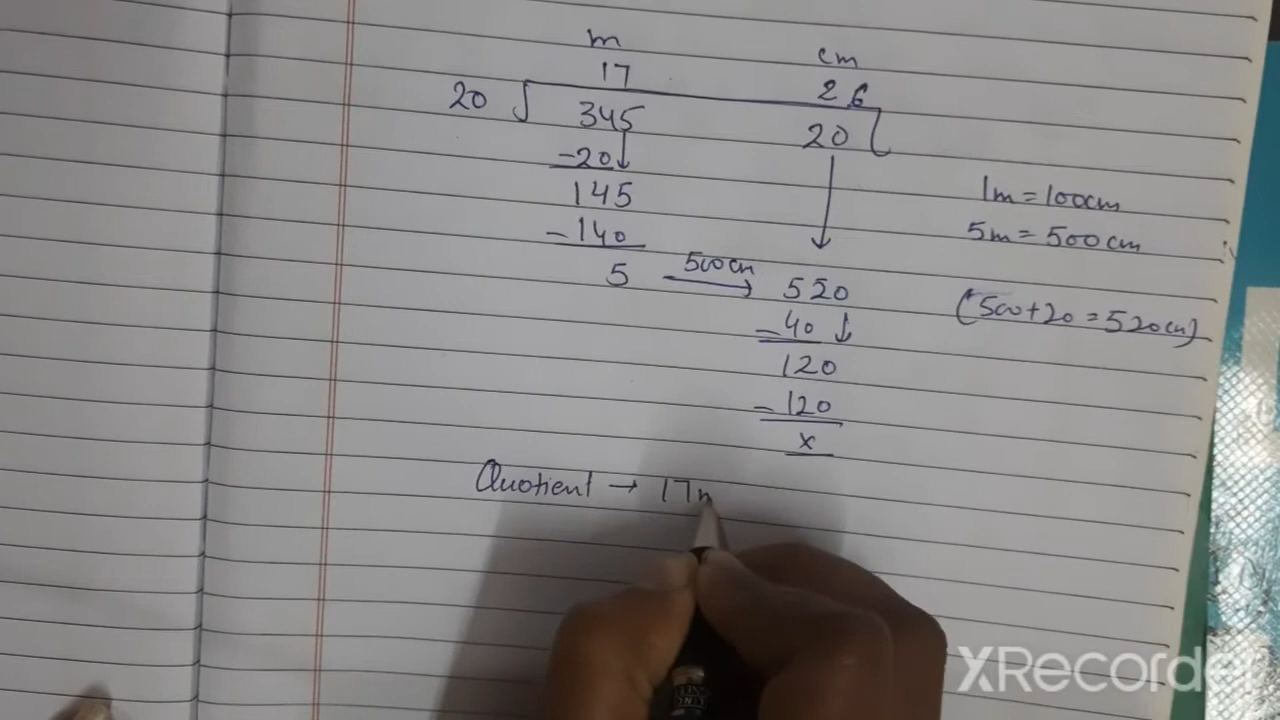 m cm
17 26
20 345 20
-20
145
-140
5 500cm 520
-40
120
-120
x
1m = 100cm
5m = 500cm
(500+20 = 520cm)
Quotient → 17m
XRecorder